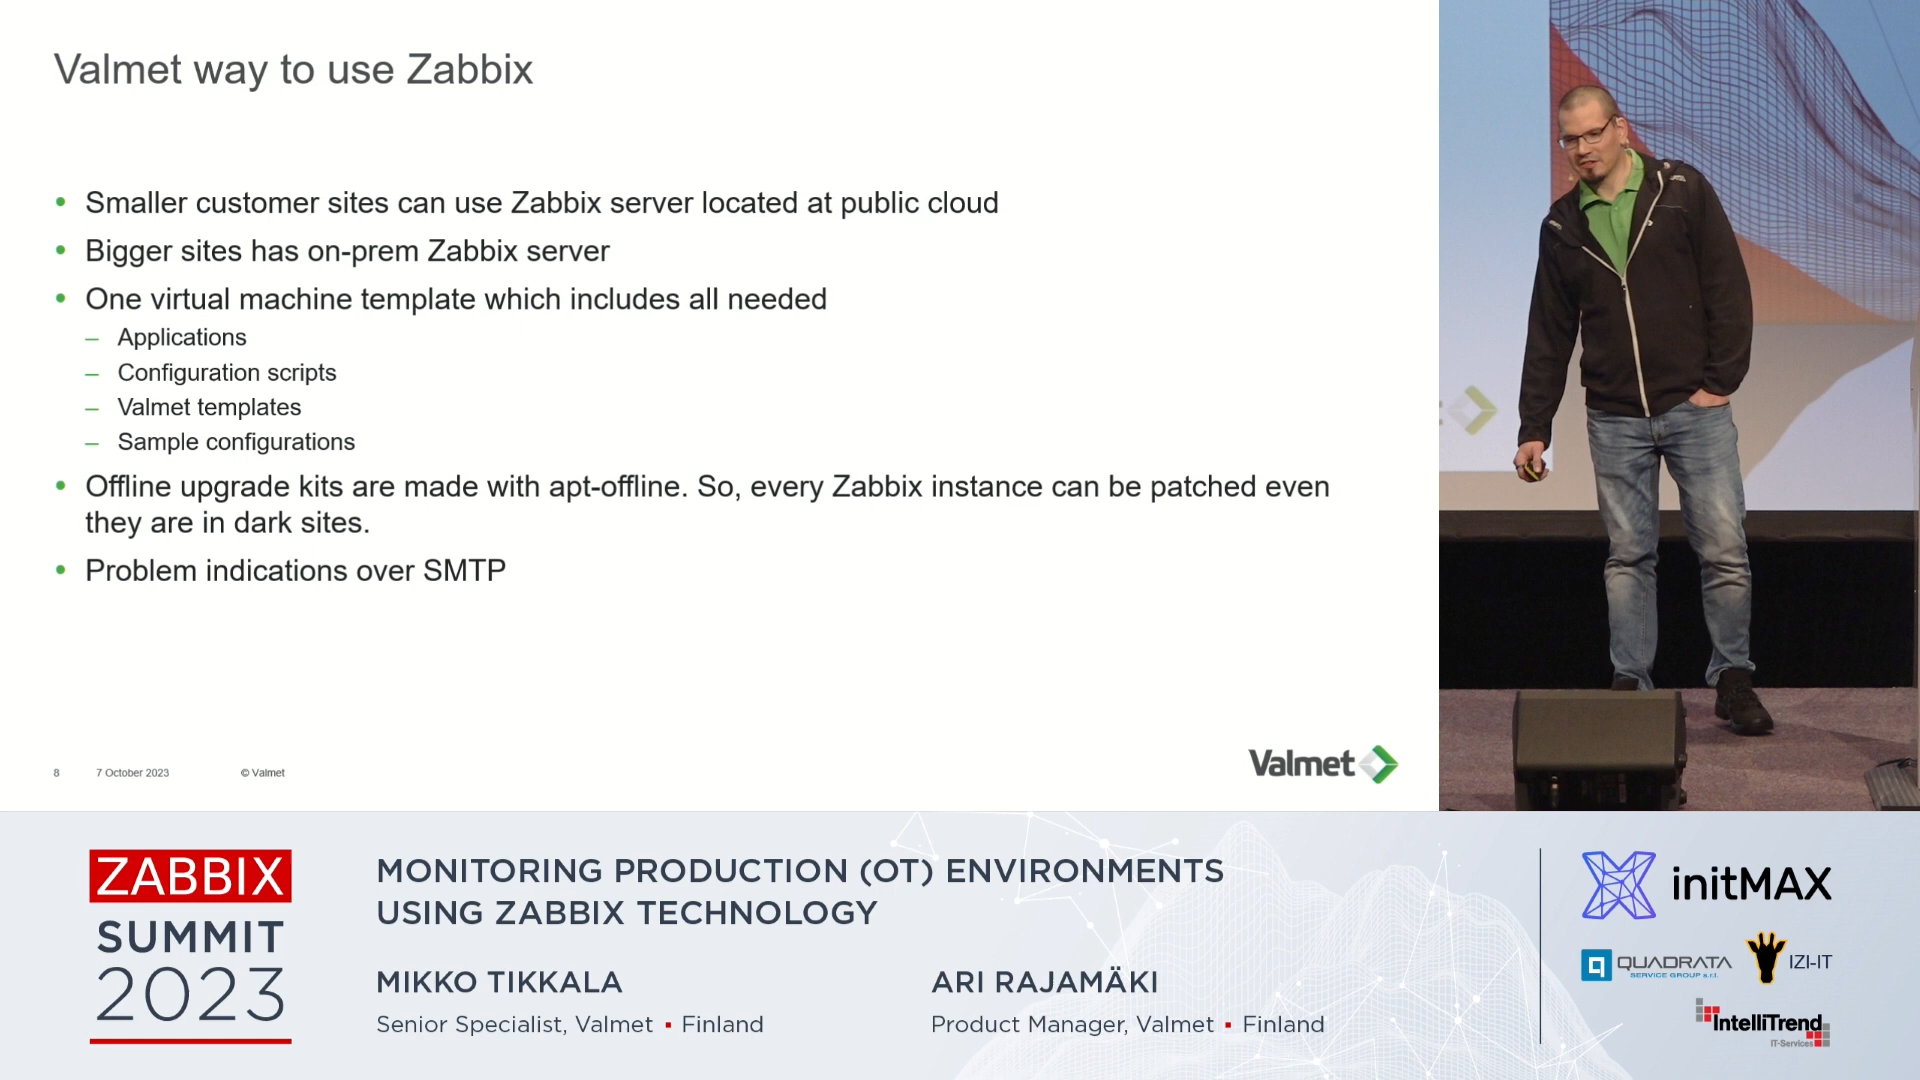 Valmet way to use Zabbix
• Smaller customer sites can use Zabbix server located at public cloud
• Bigger sites has on-prem Zabbix server
• One virtual machine template which includes all needed
– Applications
– Configuration scripts
– Valmet templates
– Sample configurations
• Offline upgrade kits are made with apt-offline. So, every Zabbix instance can be patched even
they are in dark sites.
• Problem indications over SMTP
8 7 October 2023 © Valmet
Valmet
ZABBIX
SUMMIT
2023
MONITORING PRODUCTION (OT) ENVIRONMENTS
USING ZABBIX TECHNOLOGY
MIKKO TIKKALA
Senior Specialist, Valmet ▪ Finland
ARI RAJAMÄKI
Product Manager, Valmet ▪ Finland
initMAX
QUADRATA
SERVICE GROUP s.r.l.
IZI-IT
IntelliTrend
IT-Services